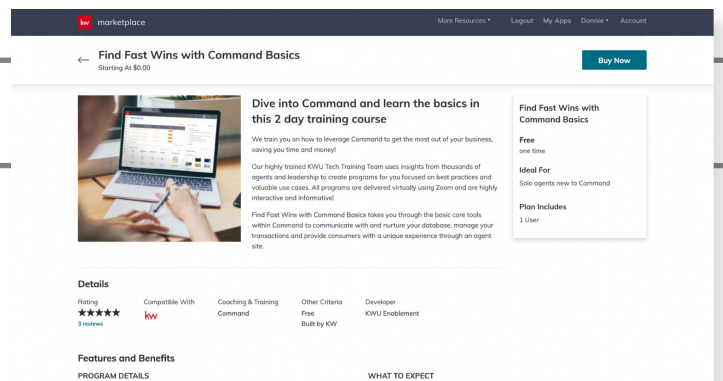 kw marketplace
More Resources Logout My Apps Donnie Account
← Find Fast Wins with Command Basics
Starting At $0.00
Buy Now
Dive into Command and learn the basics in
this 2 day training course
We train you on how to leverage Command to get the most out of your business,
saving you time and money!
Our highly trained KWU Tech Training Team uses insights from thousands of
agents and leadership to create programs for you focused on best practices and
valuable use cases. All programs are delivered virtually using Zoom and are highly
interactive and informative!
Find Fast Wins with Command Basics takes you through the basic core tools
within Command to communicate with and nurture your database, manage your
transactions and provide consumers with a unique experience through an agent
site.
Find Fast Wins with
Command Basics
Free
one time
Ideal For
Solo agents new to Command
Plan Includes
1 User
Details
Rating Compatible With Coaching & Training Other Criteria Developer
★★★★★ kw Command Free KWU Enablement
3 reviews Built by KW
Features and Benefits
PROGRAM DETAILS WHAT TO EXPECT